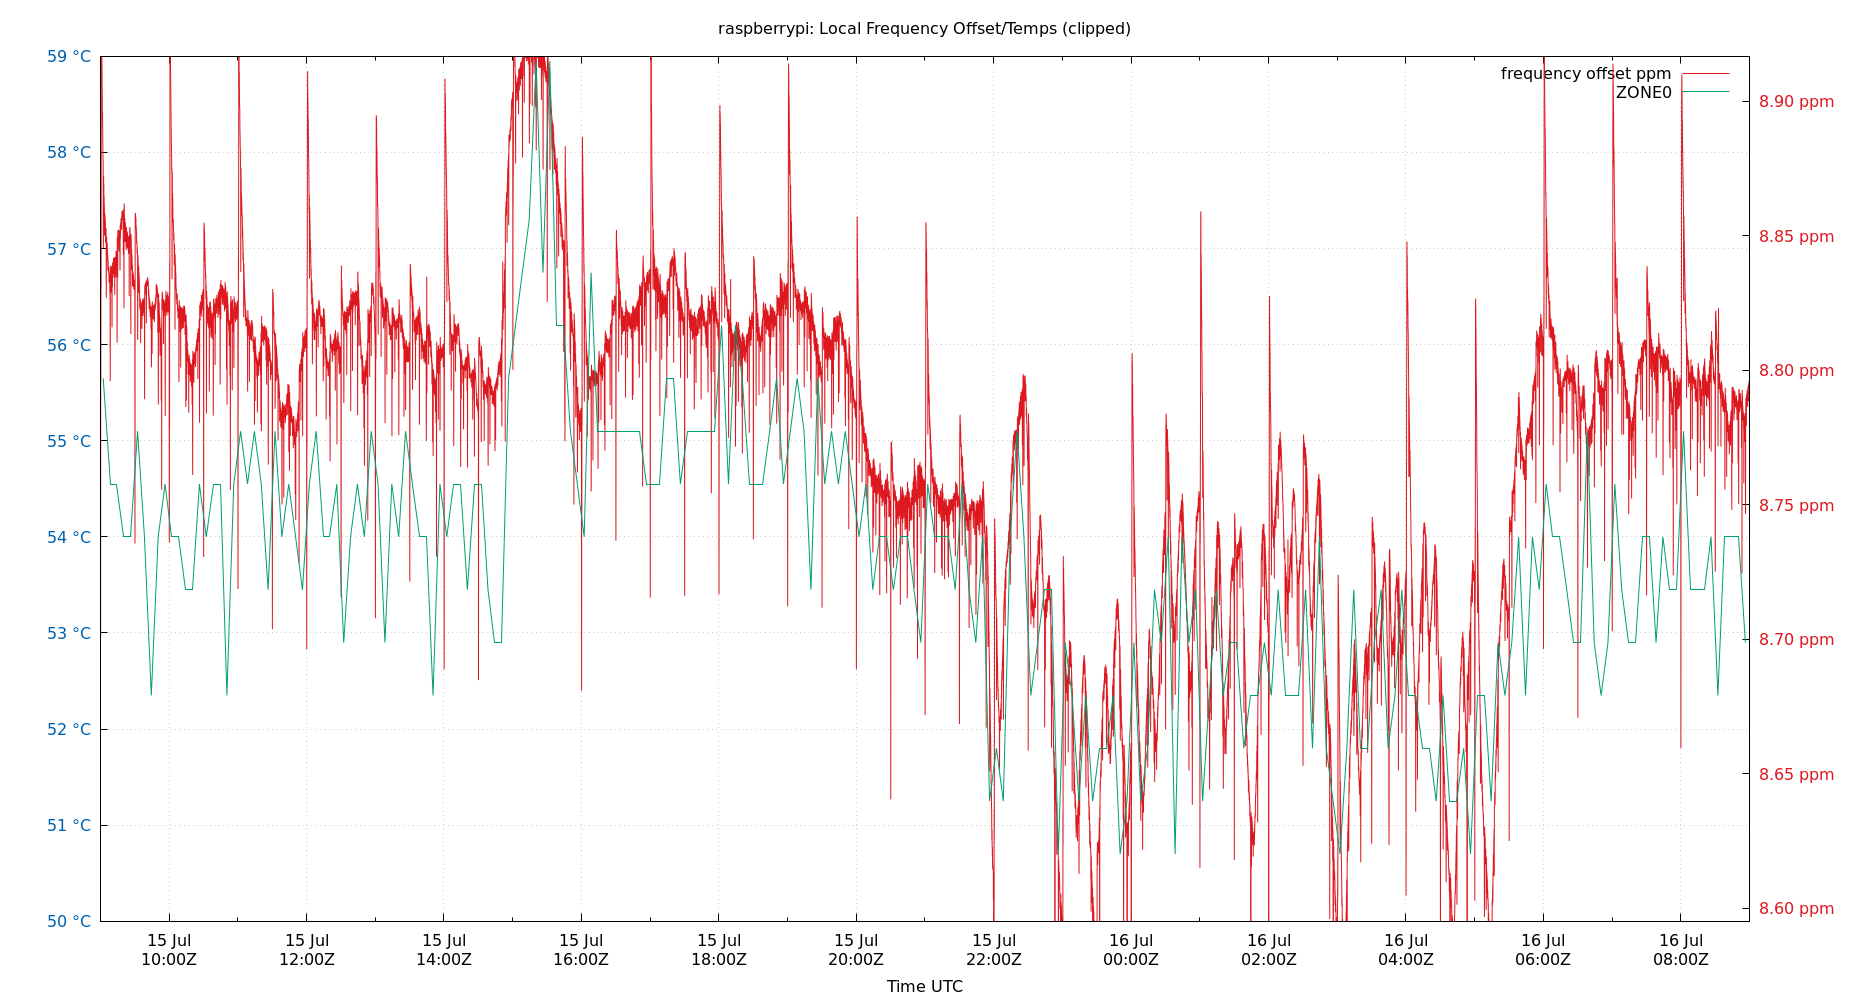 raspberrypi: Local Frequency Offset/Temps (clipped)
frequency offset ppm
ZONE0
59 °C
58 °C
57 °C
56 °C
55 °C
54 °C
53 °C
52 °C
51 °C
50 °C
8.90 ppm
8.85 ppm
8.80 ppm
8.75 ppm
8.70 ppm
8.65 ppm
8.60 ppm
15 Jul 15 Jul 15 Jul 15 Jul 15 Jul 15 Jul 15 Jul 16 Jul 16 Jul 16 Jul 16 Jul 16 Jul
10:00Z 12:00Z 14:00Z 16:00Z 18:00Z 20:00Z 22:00Z 00:00Z 02:00Z 04:00Z 06:00Z 08:00Z
Time UTC